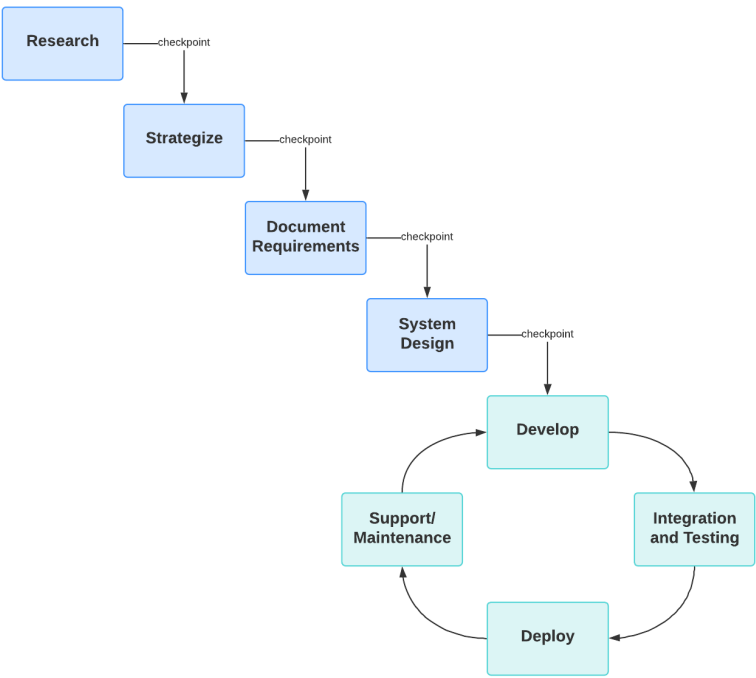 Research
checkpoint
Strategize
checkpoint
Document
Requirements
checkpoint
System
Design
checkpoint
Develop
Support/
Maintenance
Integration
and Testing
Deploy